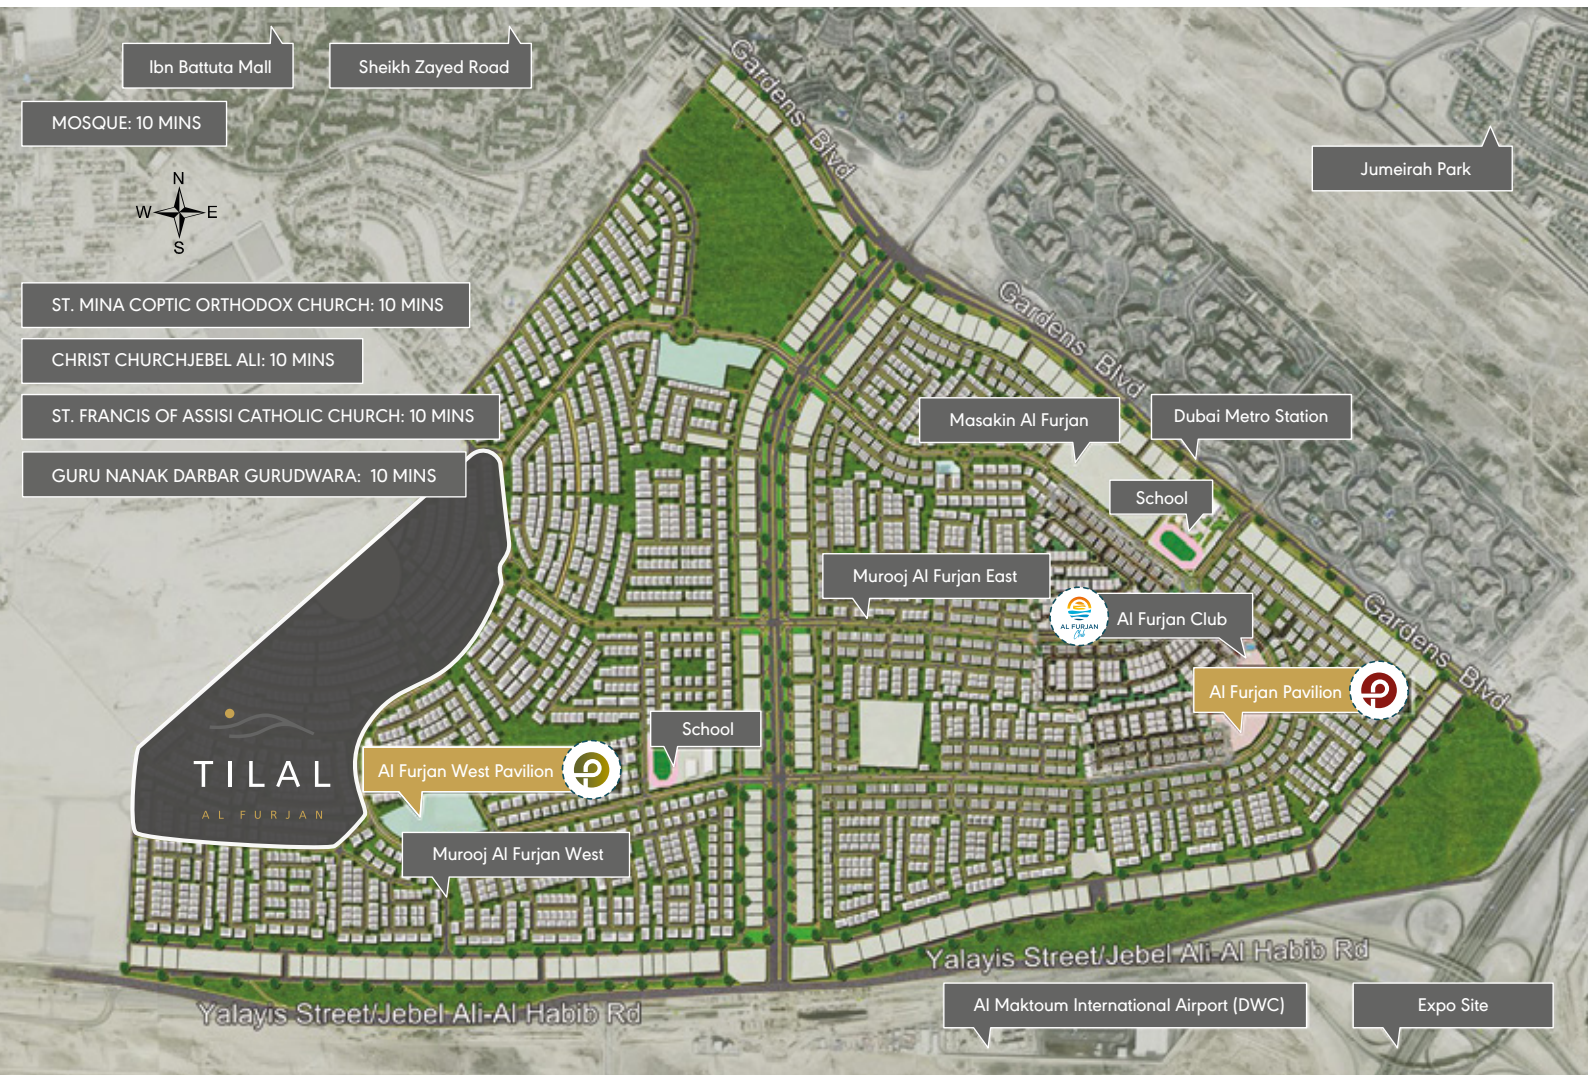 Ibn Battuta Mall
Sheikh Zayed Road
MOSQUE: 10 MINS
Gardens Blvd
Jumeirah Park
N
W E
S
ST. MINA COPTIC ORTHODOX CHURCH: 10 MINS
Gardens Blvd
CHRIST CHURCHJEBEL ALI: 10 MINS
ST. FRANCIS OF ASSISI CATHOLIC CHURCH: 10 MINS
Masakin Al Furjan
Dubai Metro Station
GURU NANAK DARBAR GURUDWARA: 10 MINS
School
Murooj Al Furjan East
AL FURJAN
Club
Al Furjan Club
Gardens Blvd
Al Furjan Pavilion
School
TILAL
AL FURJAN
Al Furjan West Pavilion
Murooj Al Furjan West
Yalayis Street/Jebel Ali-Al Habib Rd
Yalayis Street/Jebel Ali-Al Habib Rd
Al Maktoum International Airport (DWC)
Expo Site